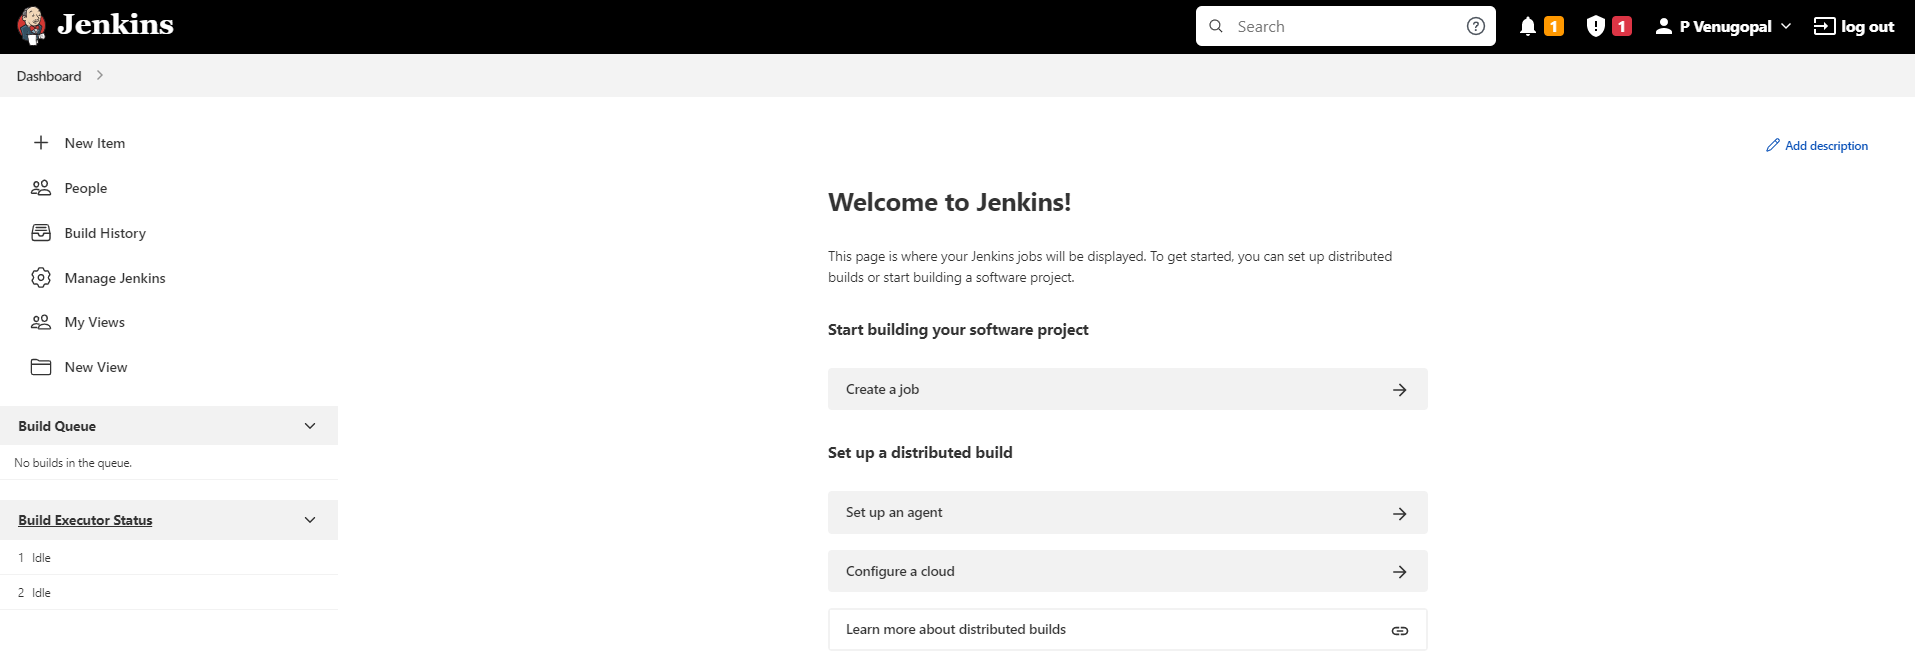 Jenkins
Search
1
1
P Venugopal
log out
Dashboard
New Item
People
Build History
Manage Jenkins
My Views
New View
Build Queue
No builds in the queue.
Build Executor Status
1 Idle
2 Idle
Add description
Welcome to Jenkins!
This page is where your Jenkins jobs will be displayed. To get started, you can set up distributed
builds or start building a software project.
Start building your software project
Create a job
Set up a distributed build
Set up an agent
Configure a cloud
Learn more about distributed builds